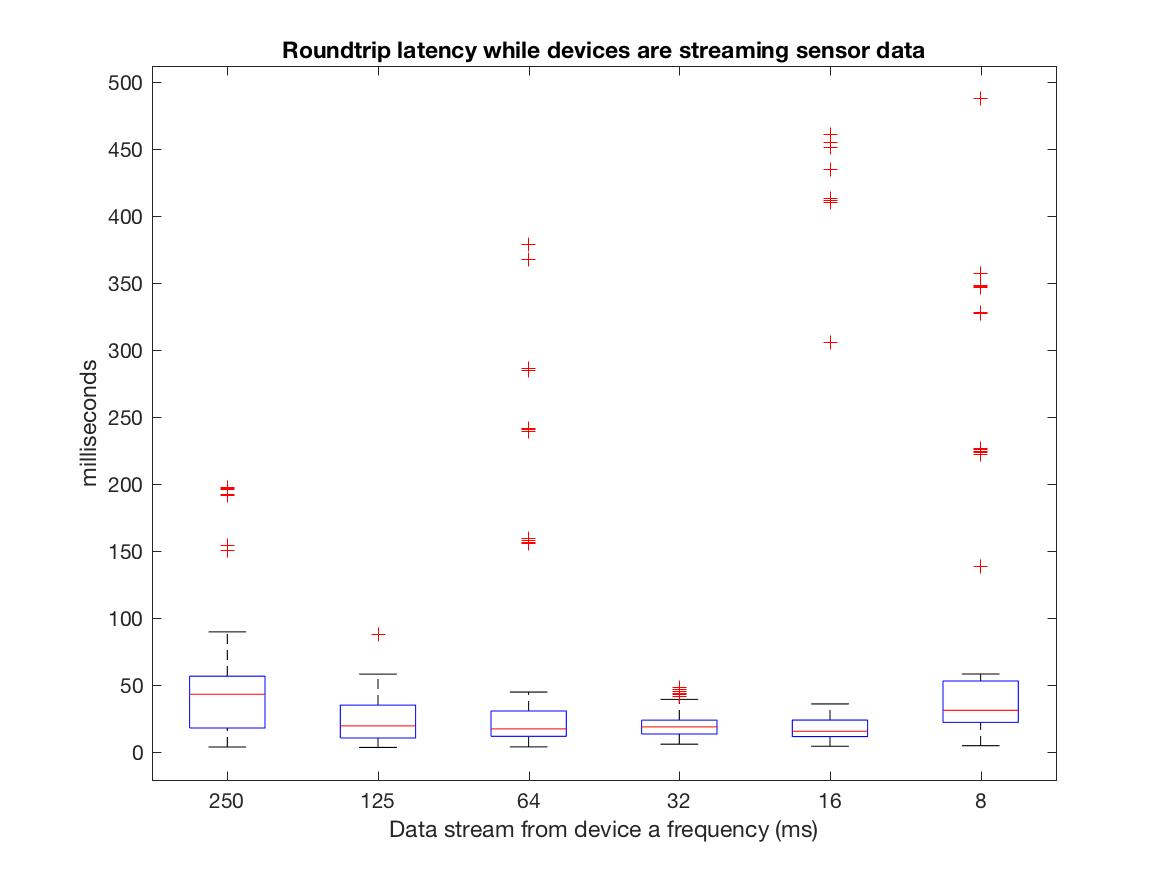 Roundtrip latency while devices are streaming sensor data
500
450
400
350
300
250
200
150
100
50
0
milliseconds
250 125 64 32 16 8
Data stream from device a frequency (ms)